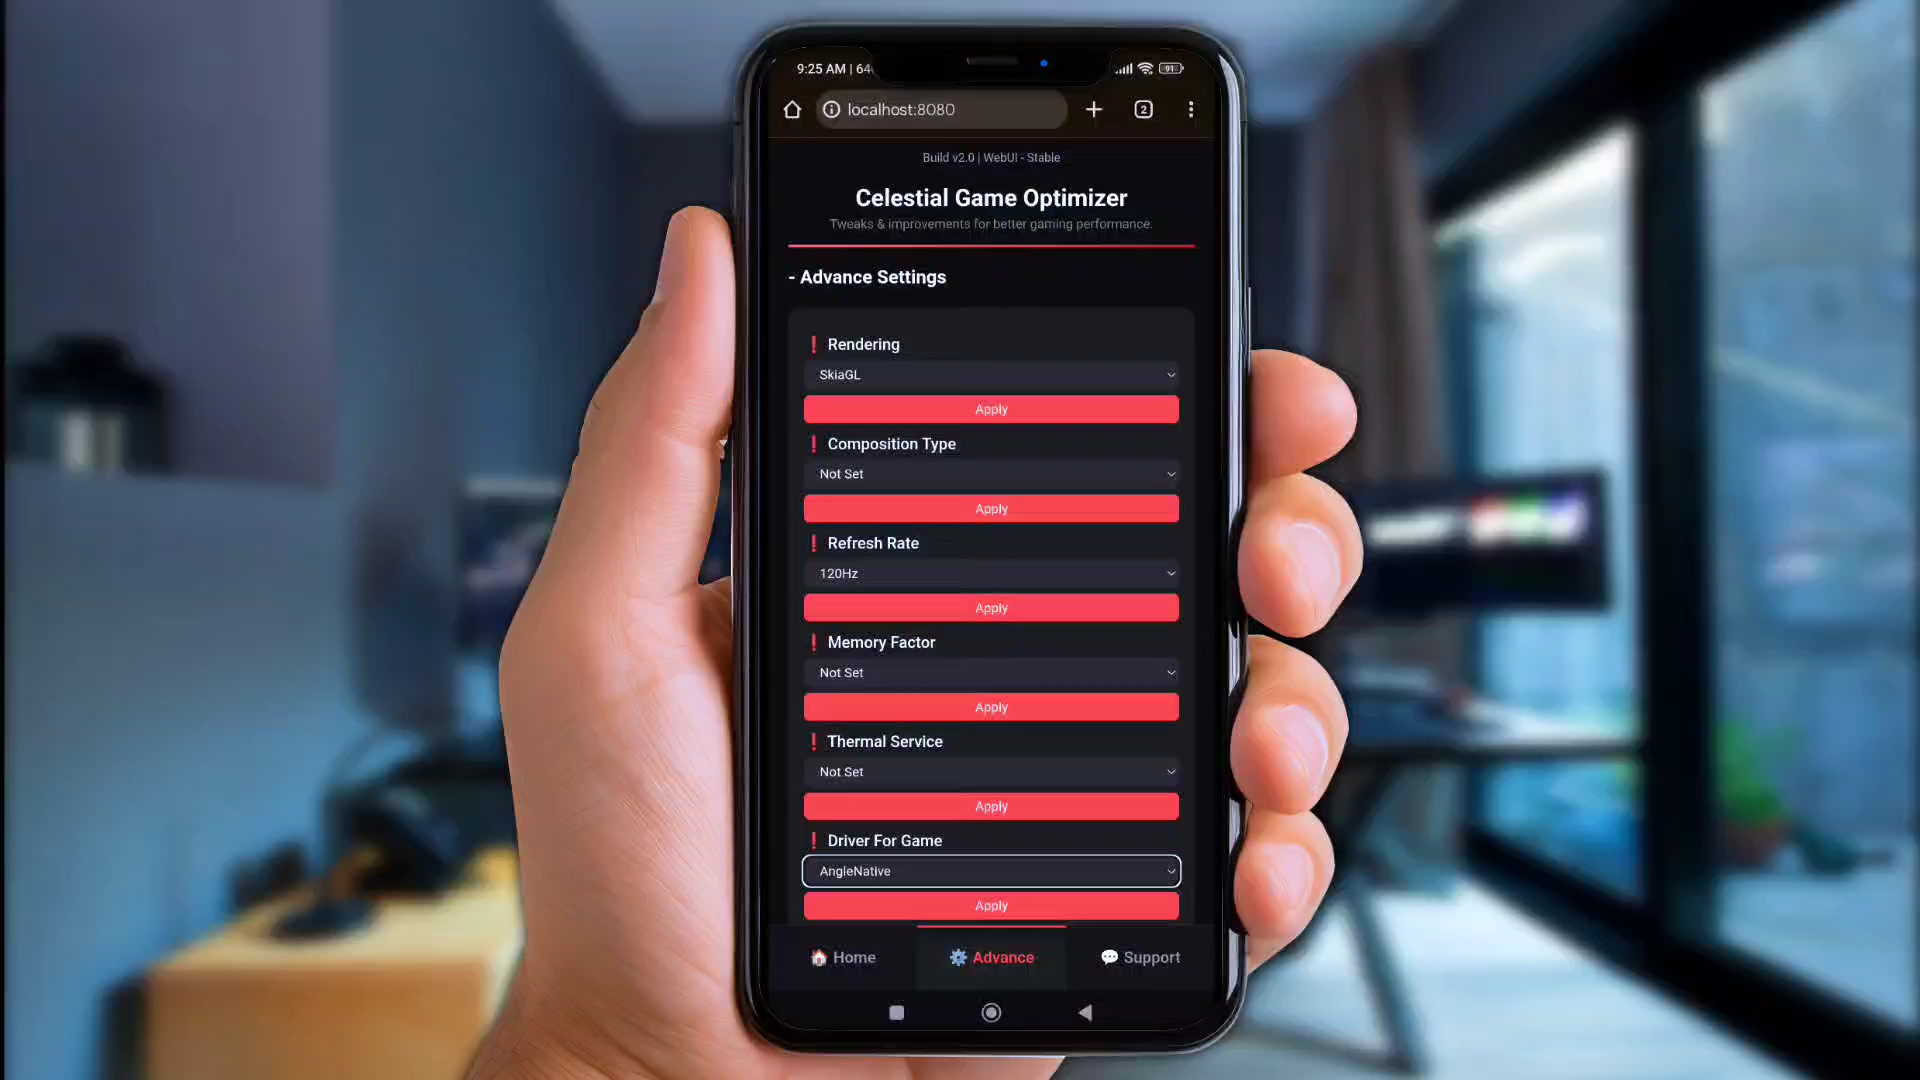 9:25 AM | 64
91
localhost:8080
2
Build v2.0 | WebUI - Stable
Celestial Game Optimizer
Tweaks & improvements for better gaming performance.
- Advance Settings
❗ Rendering
SkiaGL
Apply
❗ Composition Type
Not Set
Apply
❗ Refresh Rate
120Hz
Apply
❗ Memory Factor
Not Set
Apply
❗ Thermal Service
Not Set
Apply
❗ Driver For Game
AngleNative
Apply
Home
Advance
Support